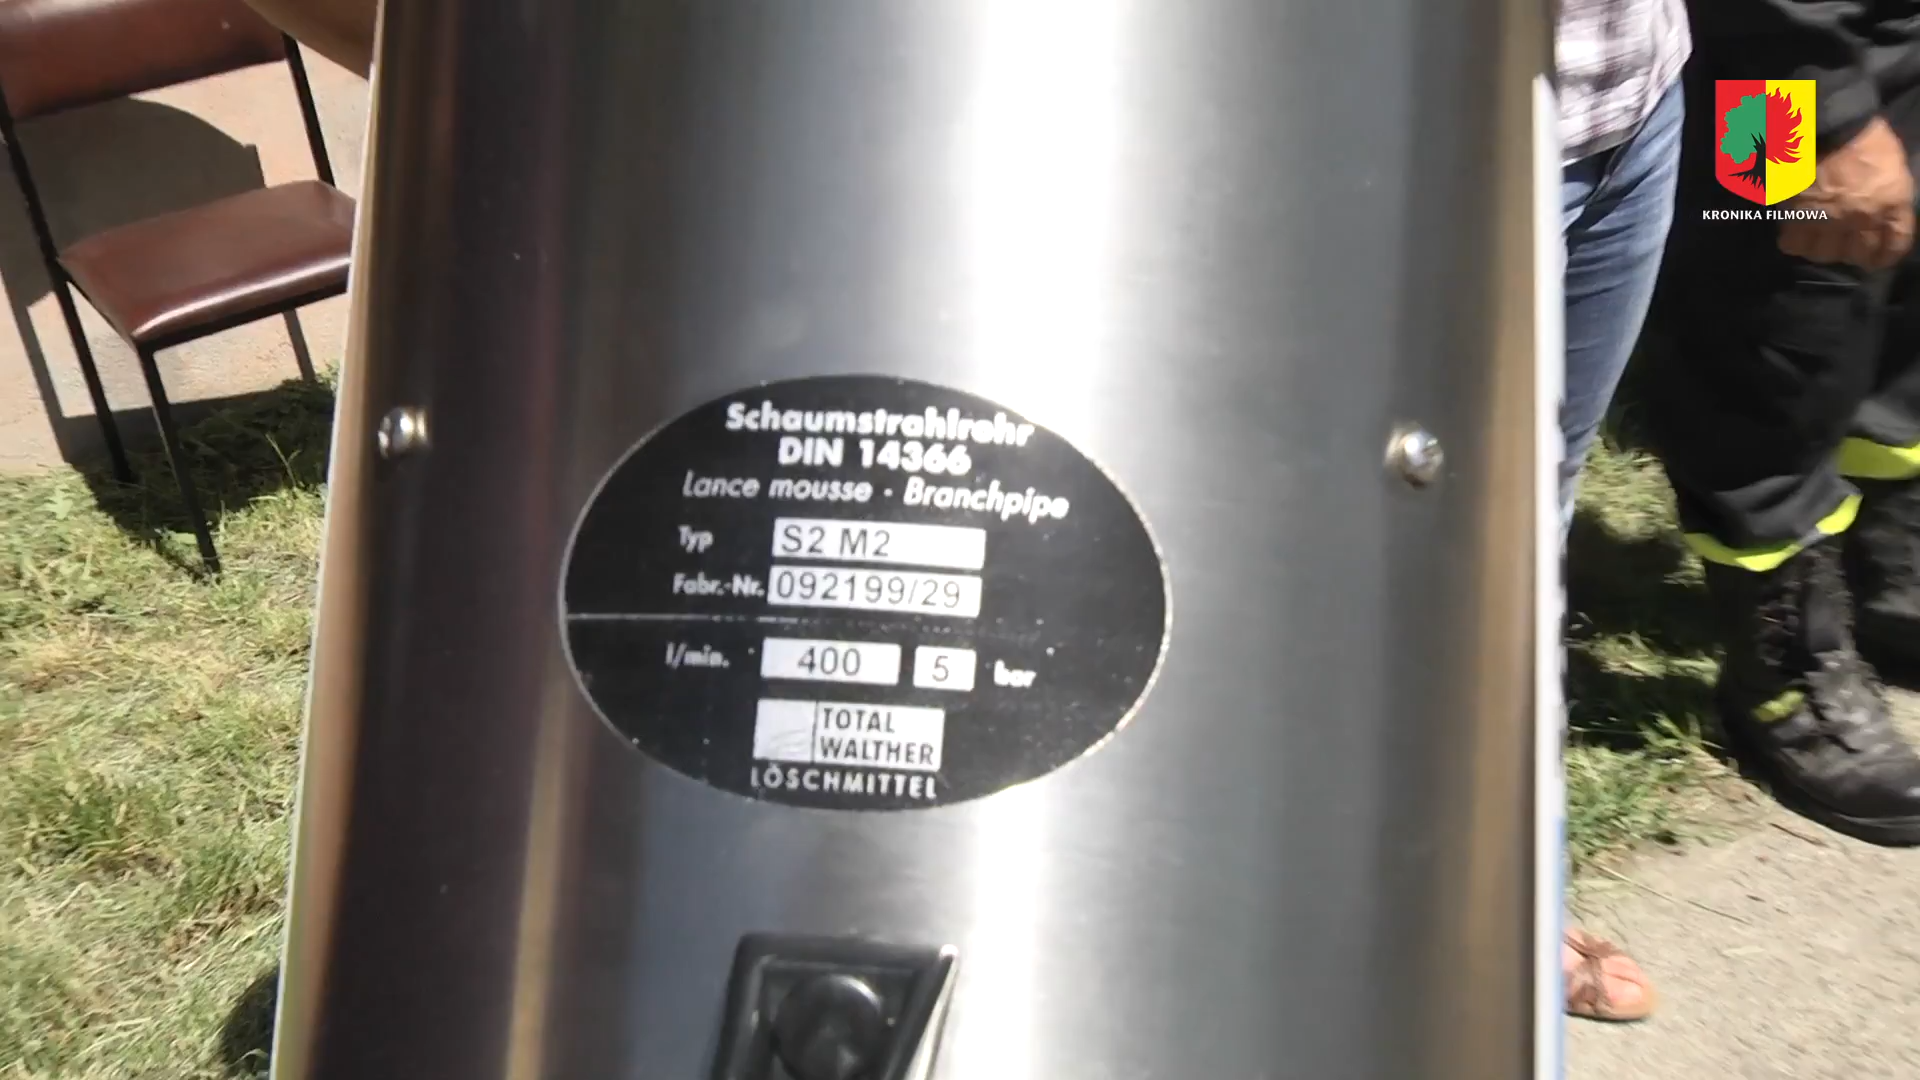 KRONIKA FILMOWA
Schaumstrahlrohr
DIN 14366
Lance mousse · Branchpipe
Typ S2 M2
Fabr.-Nr. 092199/29
l/min. 400 5 bar
TOTAL
WALTHER
LÖSCHMITTEL